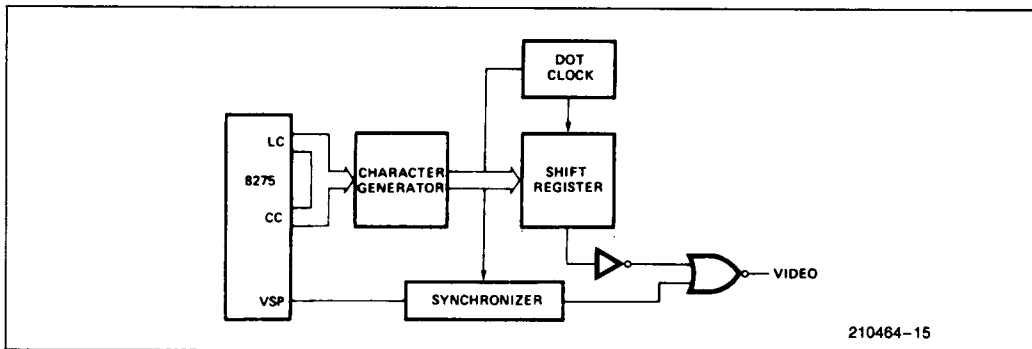 DOT
CLOCK
LC
8275
CC
VSP
CHARACTER
GENERATOR
SHIFT
REGISTER
SYNCHRONIZER
VIDEO
210464-15